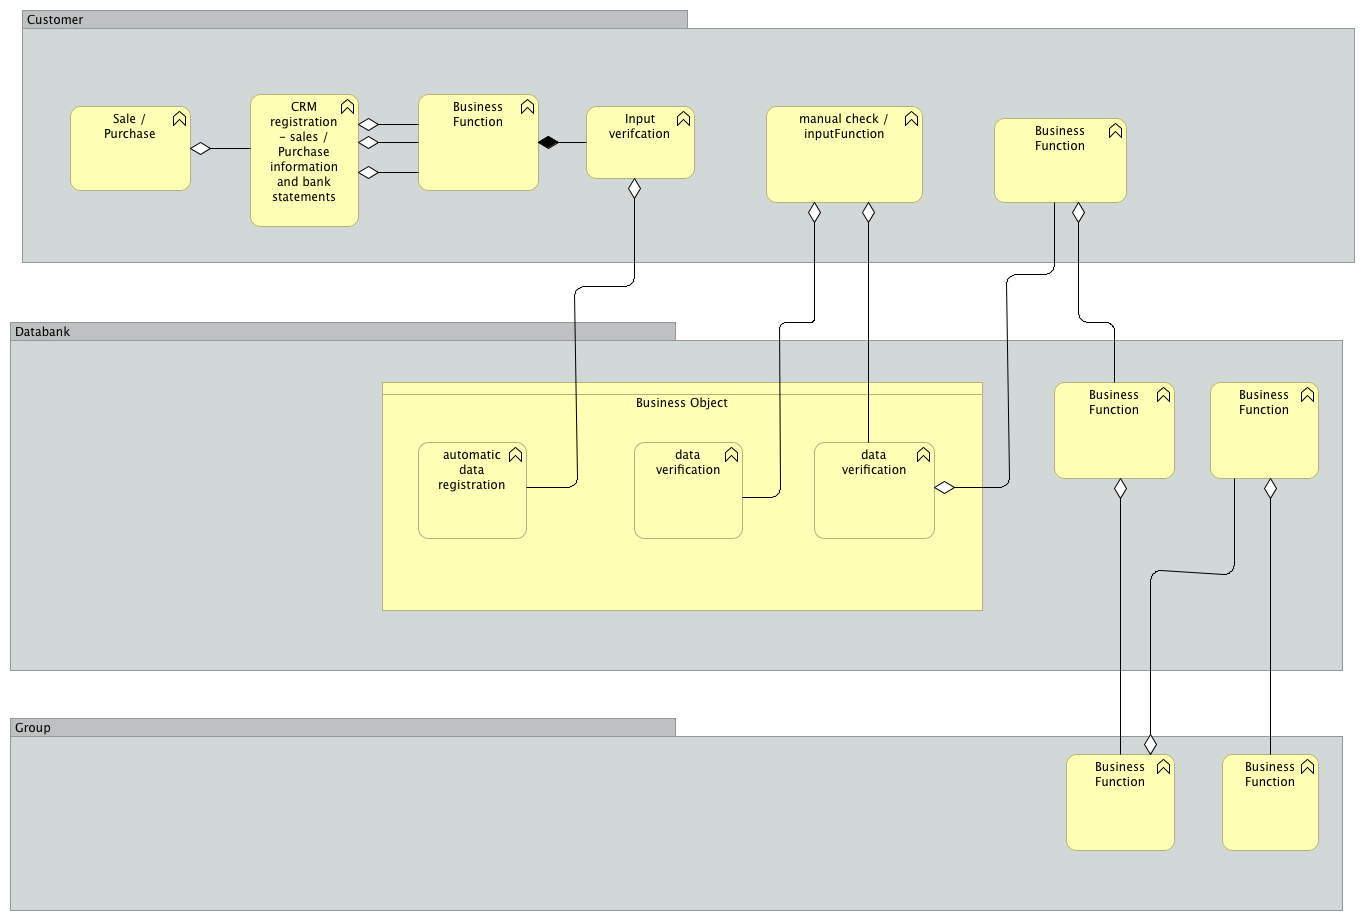 Customer
Sale /
Purchase
CRM
registration
– sales /
Purchase
information
and bank
statements
Business
Function
Input
verifcation
manual check /
inputFunction
Business
Function
Databank
Business Object
automatic
data
registration
data
verification
data
verification
Business
Function
Business
Function
Group
Business
Function
Business
Function